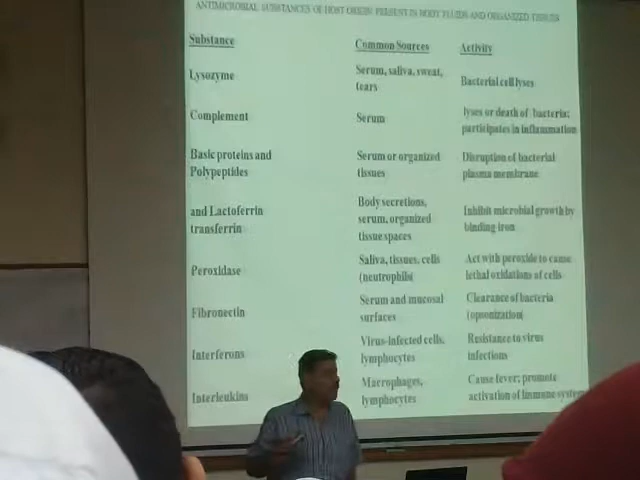 ANTIMICROBIAL SUBSTANCES OF HOST ORIGIN PRESENT IN BODY FLUIDS AND ORGANIZED TISSUES
Substance Common Sources Activity
Lysozyme Serum, saliva, sweat, tears Bacterial cell lyses
Complement Serum lyses or death of bacteria; participates in inflammation
Basic proteins and Polypeptides Serum or organized tissues Disruption of bacterial plasma membrane
and Lactoferrin transferrin Body secretions, serum, organized tissue spaces Inhibit microbial growth by binding iron
Peroxidase Saliva, tissues, cells (neutrophils( Act with peroxide to cause lethal oxidations of cells
Fibronectin Serum and mucosal surfaces Clearance of bacteria (opsonization)
Interferons Virus-infected cells, lymphocytes Resistance to virus infections
Interleukins Macrophages, lymphocytes Cause fever; promote activation of immune system